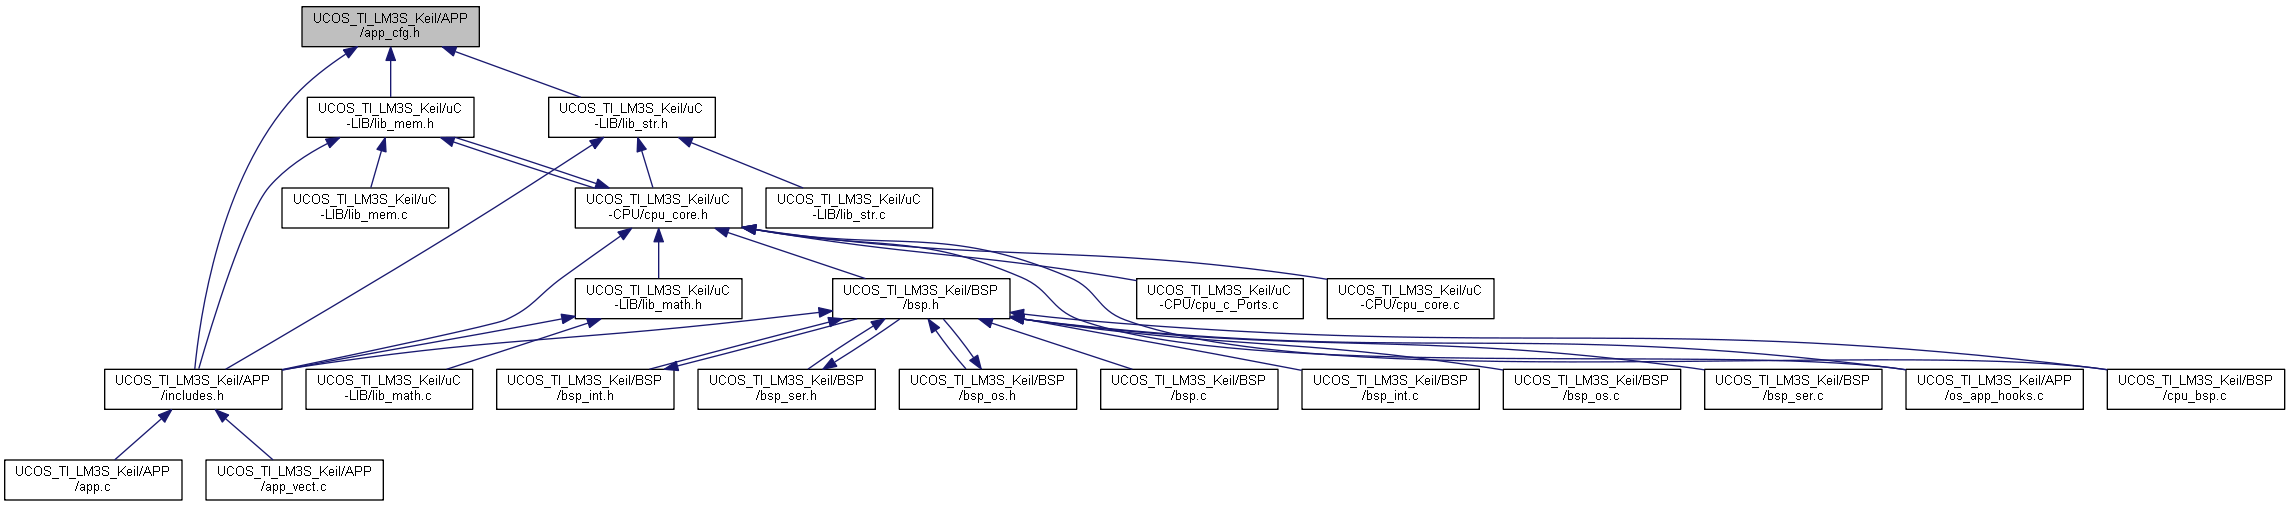 UCOS_TI_LM3S_Keil/APP
/app_cfg.h
UCOS_TI_LM3S_Keil/uC
-LIB/lib_mem.h
UCOS_TI_LM3S_Keil/uC
-LIB/lib_str.h
UCOS_TI_LM3S_Keil/uC
-LIB/lib_mem.c
UCOS_TI_LM3S_Keil/uC
-CPU/cpu_core.h
UCOS_TI_LM3S_Keil/uC
-LIB/lib_str.c
UCOS_TI_LM3S_Keil/uC
-LIB/lib_math.h
UCOS_TI_LM3S_Keil/BSP
/bsp.h
UCOS_TI_LM3S_Keil/uC
-CPU/cpu_c_Ports.c
UCOS_TI_LM3S_Keil/uC
-CPU/cpu_core.c
UCOS_TI_LM3S_Keil/APP
/includes.h
UCOS_TI_LM3S_Keil/uC
-LIB/lib_math.c
UCOS_TI_LM3S_Keil/BSP
/bsp_int.h
UCOS_TI_LM3S_Keil/BSP
/bsp_ser.h
UCOS_TI_LM3S_Keil/BSP
/bsp_os.h
UCOS_TI_LM3S_Keil/BSP
/bsp.c
UCOS_TI_LM3S_Keil/BSP
/bsp_int.c
UCOS_TI_LM3S_Keil/BSP
/bsp_os.c
UCOS_TI_LM3S_Keil/BSP
/bsp_ser.c
UCOS_TI_LM3S_Keil/APP
/os_app_hooks.c
UCOS_TI_LM3S_Keil/BSP
/cpu_bsp.c
UCOS_TI_LM3S_Keil/APP
/app.c
UCOS_TI_LM3S_Keil/APP
/app_vect.c